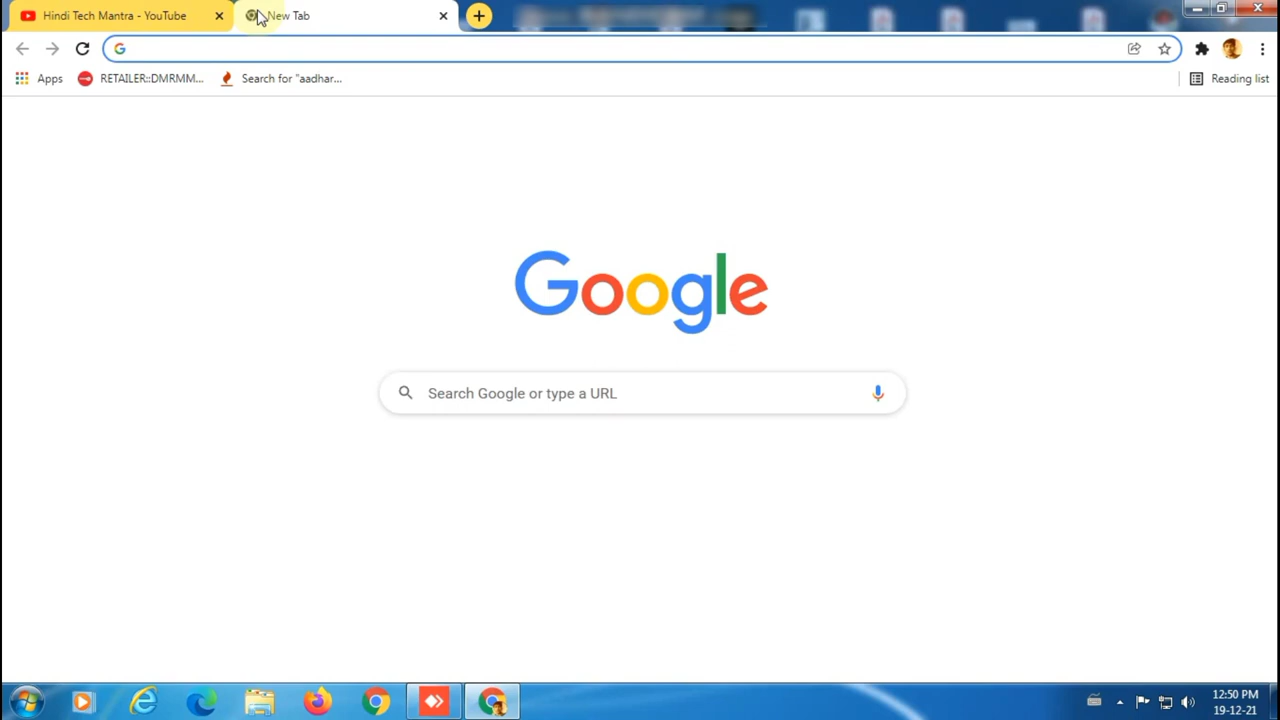 Hindi Tech Mantra - YouTube
New Tab
Apps
RETAILER::DMRMM...
Search for "aadhar...
Reading list
Google
Search Google or type a URL
12:50 PM
19-12-21